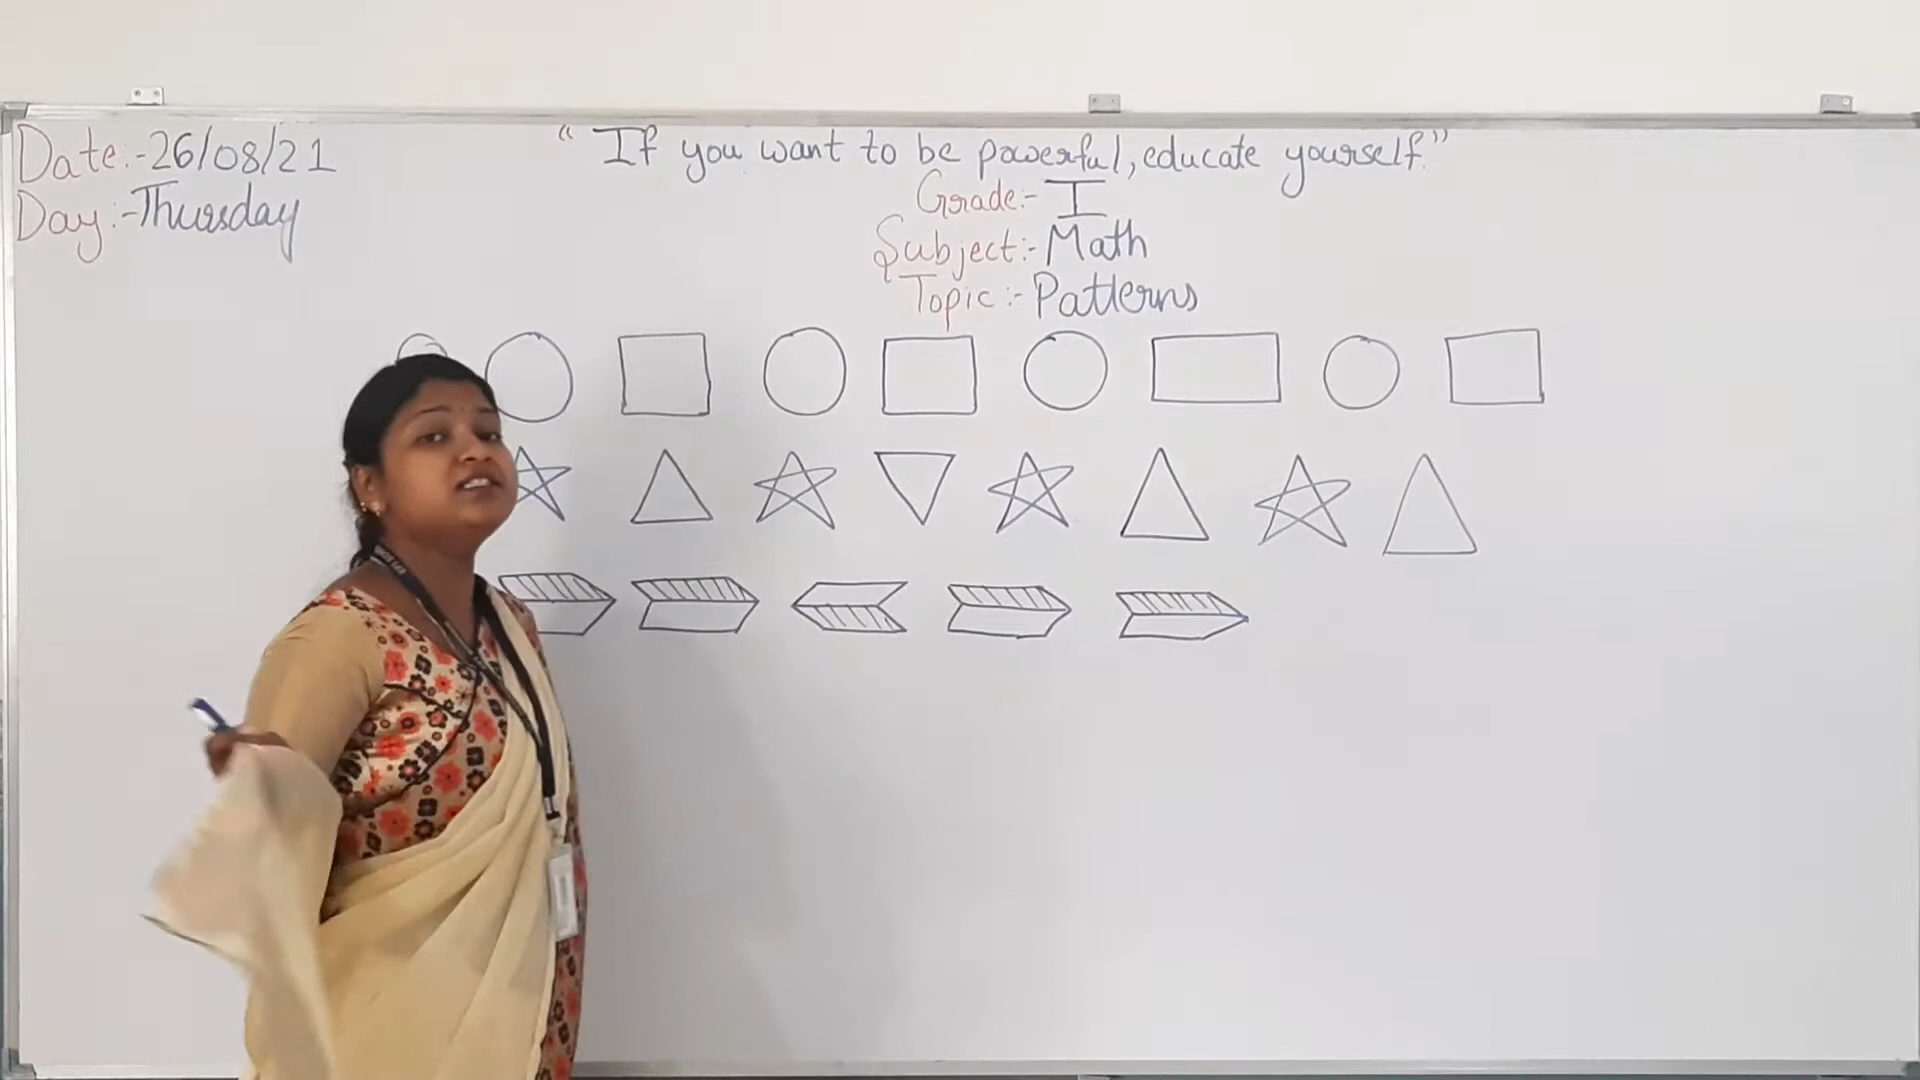 Date:-26/08/21
Day:-Thursday
"If you want to be powerful, educate yourself."
Grade:- I
Subject:- Math
Topic:- Patterns